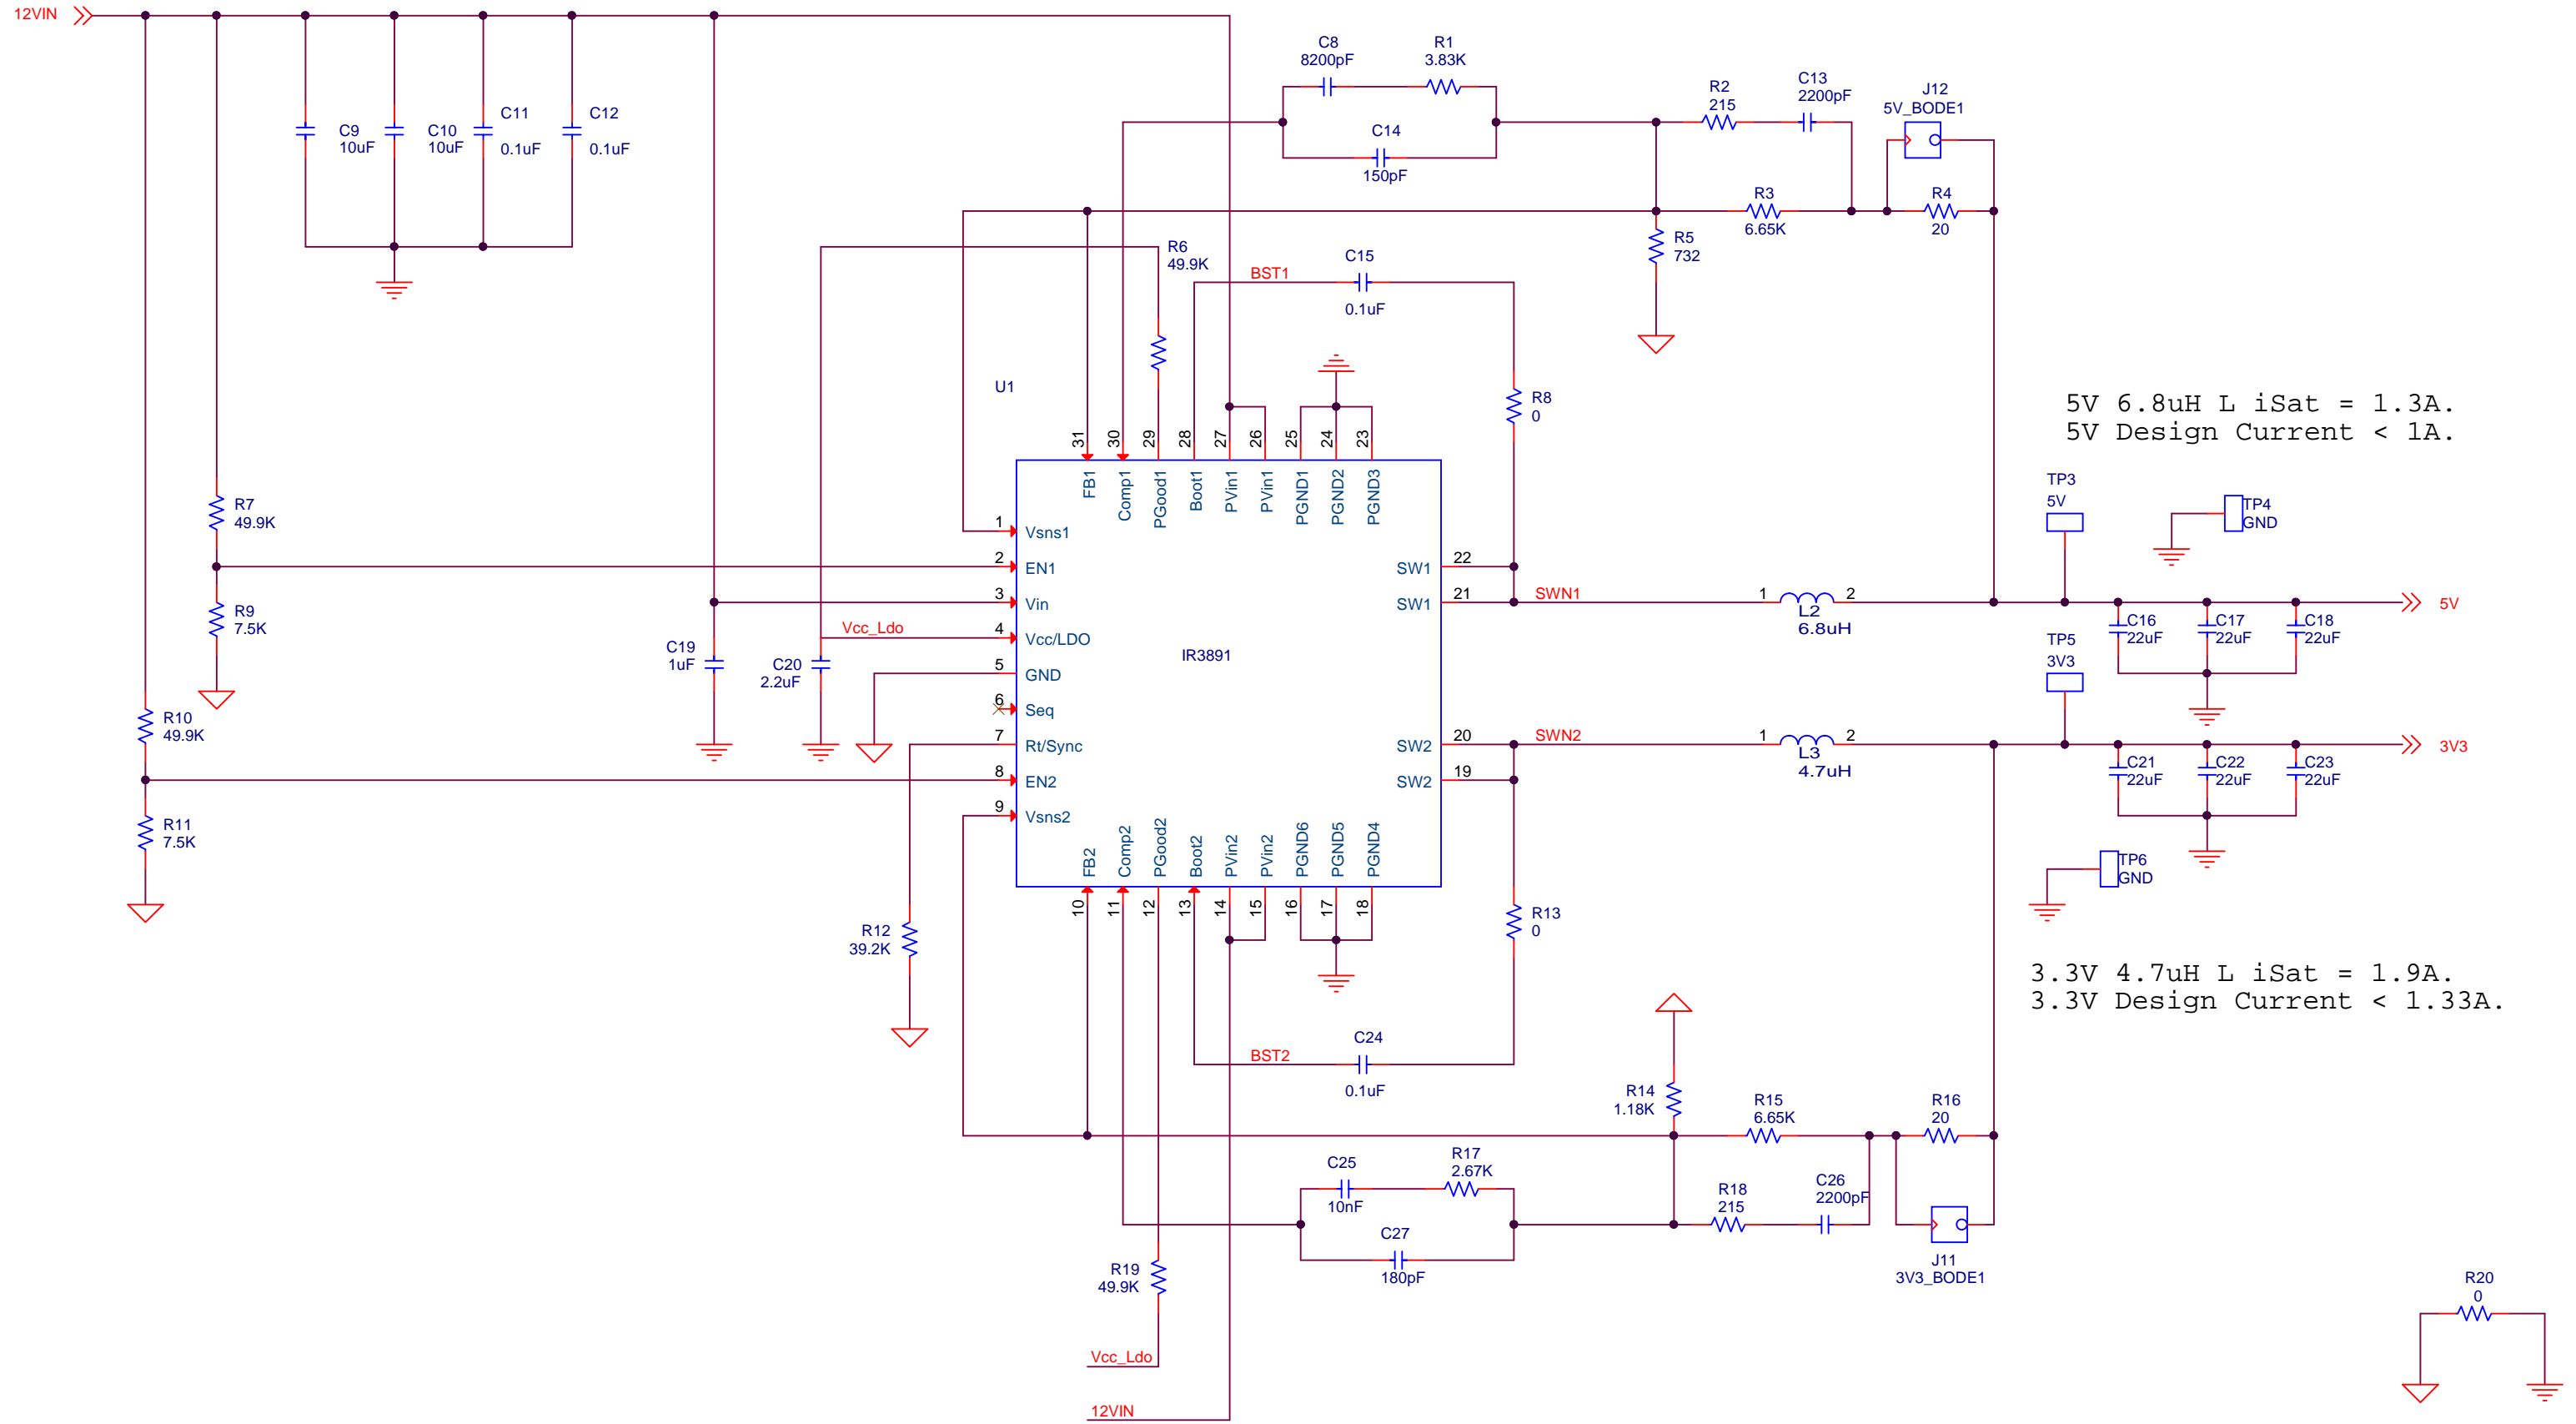 12VIN
C9
10uF
C10
10uF
C11
0.1uF
C12
0.1uF
C8
8200pF
R1
3.83K
C14
150pF
R2
215
C13
2200pF
J12
5V_BODE1
R3
6.65K
R4
20
R5
732
R6
49.9K
BST1
C15
0.1uF
R8
0
U1
5V 6.8uH L iSat = 1.3A.
5V Design Current < 1A.
31
30
29
28
27
26
25
24
23
FB1
Comp1
PGood1
Boot1
PVin1
PVin1
PGND1
PGND2
PGND3
R7
49.9K
R9
7.5K
R10
49.9K
R11
7.5K
C19
1uF
C20
2.2uF
Vcc_Ldo
1
Vsns1
2
EN1
3
Vin
4
Vcc/LDO
5
GND
6
Seq
7
Rt/Sync
8
EN2
9
Vsns2
IR3891
SW1
22
SW1
21
SW2
20
SW2
19
SWN1
1
2
L2
6.8uH
SWN2
1
2
L3
4.7uH
TP3
5V
TP4
GND
5V
C16
22uF
C17
22uF
C18
22uF
TP5
3V3
3V3
C21
22uF
C22
22uF
C23
22uF
TP6
GND
FB2
Comp2
PGood2
Boot2
PVin2
PVin2
PGND6
PGND5
PGND4
10
11
12
13
14
15
16
17
18
R12
39.2K
R13
0
3.3V 4.7uH L iSat = 1.9A.
3.3V Design Current < 1.33A.
BST2
C24
0.1uF
R14
1.18K
R15
6.65K
R16
20
C25
10nF
R17
2.67K
C27
180pF
R18
215
C26
2200pF
J11
3V3_BODE1
R19
49.9K
Vcc_Ldo
12VIN
R20
0